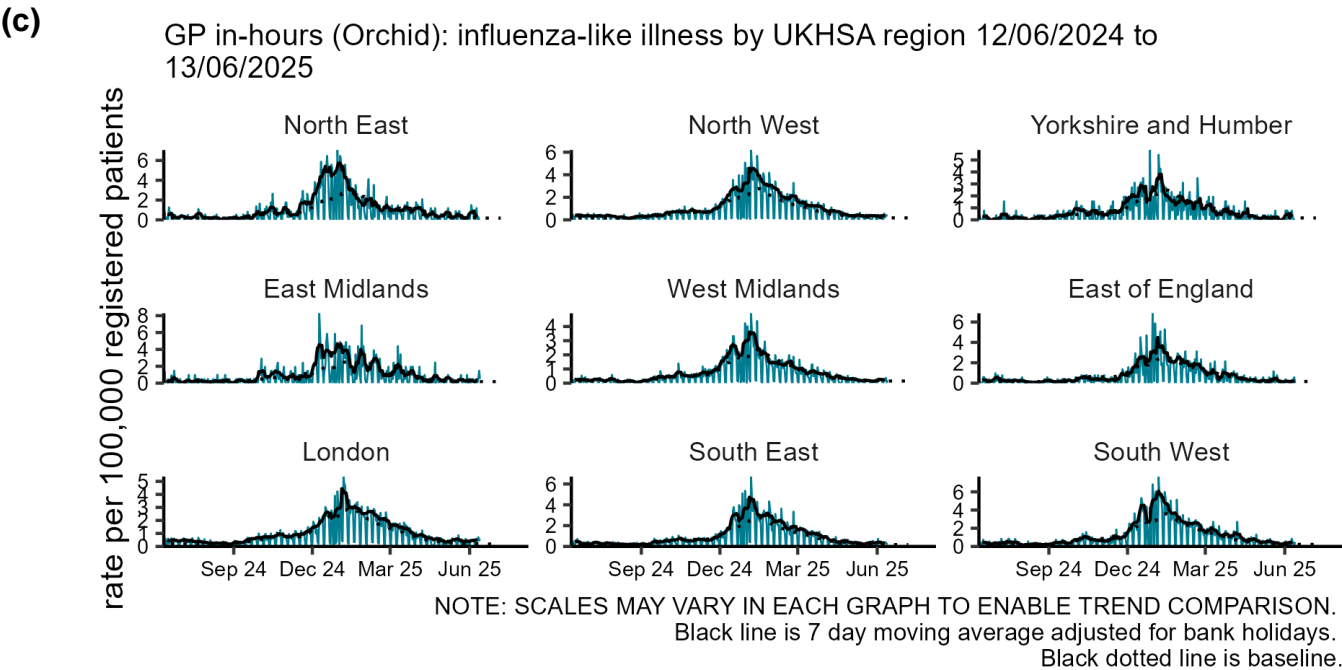 (c)
GP in-hours (Orchid): influenza-like illness by UKHSA region 12/06/2024 to
13/06/2025
rate per 100,000 registered patients
North East
6
4
2
0
North West
6
4
2
0
Yorkshire and Humber
5
4
3
2
1
0
East Midlands
8
6
4
2
0
West Midlands
4
3
2
1
0
East of England
6
4
2
0
London
5
4
3
2
1
0
South East
6
4
2
0
South West
6
4
2
0
Sep 24 Dec 24 Mar 25 Jun 25
Sep 24 Dec 24 Mar 25 Jun 25
Sep 24 Dec 24 Mar 25 Jun 25
NOTE: SCALES MAY VARY IN EACH GRAPH TO ENABLE TREND COMPARISON.
Black line is 7 day moving average adjusted for bank holidays.
Black dotted line is baseline.